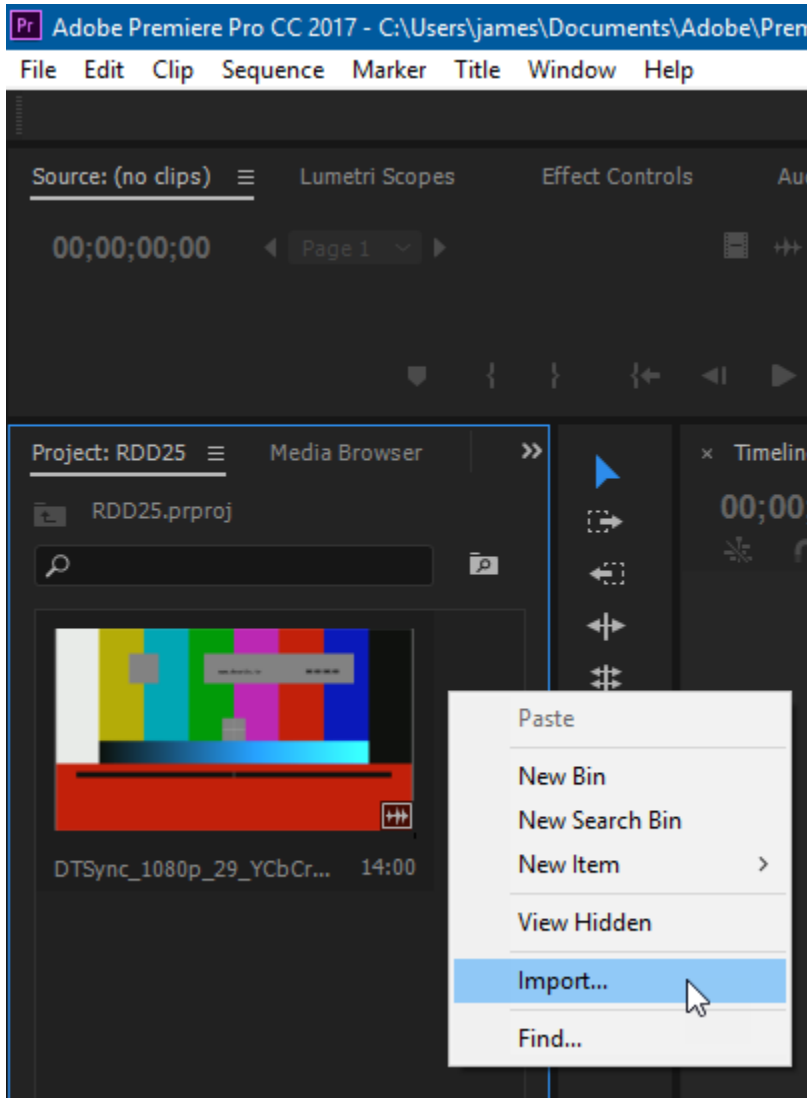 Pr Adobe Premiere Pro CC 2017 - C:\Users\james\Documents\Adobe\Prem
File Edit Clip Sequence Marker Title Window Help
Source: (no clips) Lumetri Scopes Effect Controls Au
00;00;00;00 Page 1
Project: RDD25 Media Browser × Timelin
RDD25.prproj 00;00
Paste
New Bin
New Search Bin
New Item
DTSync_1080p_29_YCbCr... 14:00
View Hidden
Import...
Find...